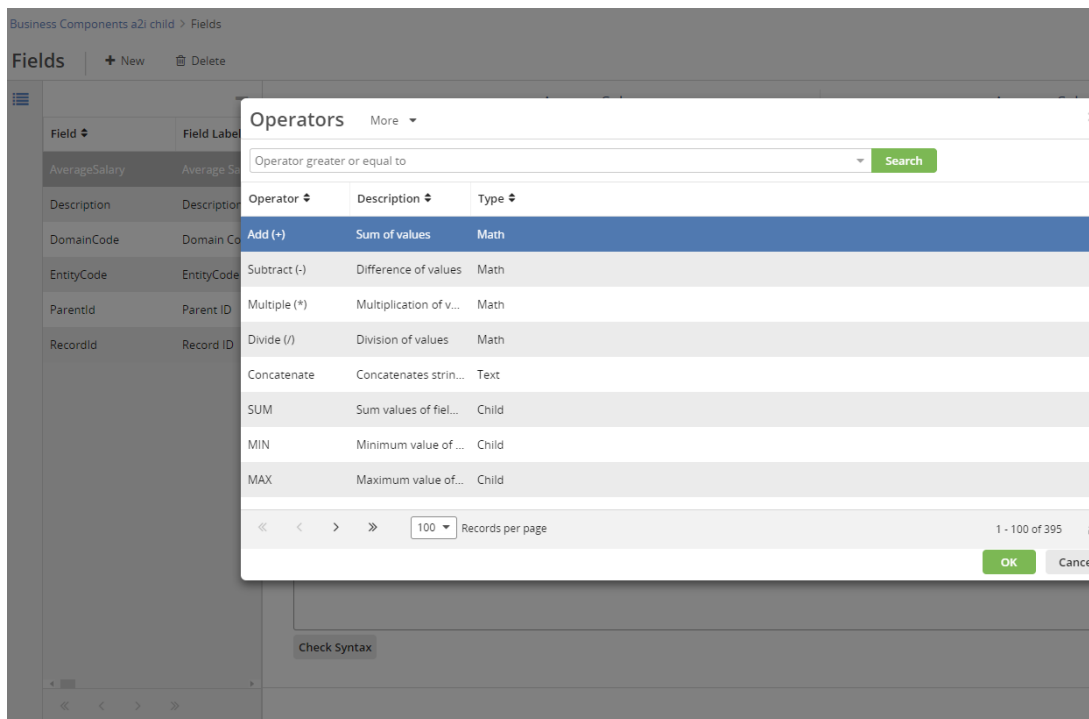 Business Components a2i child > Fields
Fields + New Delete
Field Field Label
AverageSalary Average Sa
Description Description
DomainCode Domain Co
EntityCode EntityCode
ParentId Parent ID
RecordId Record ID
Operators More
Operator greater or equal to Search
Operator Description Type
Add (+) Sum of values Math
Subtract (-) Difference of values Math
Multiple (*) Multiplication of v... Math
Divide (/) Division of values Math
Concatenate Concatenates strin... Text
SUM Sum values of fiel... Child
MIN Minimum value of ... Child
MAX Maximum value of... Child
« < > » 100 Records per page 1 - 100 of 395
OK Cance
Check Syntax
« < > »